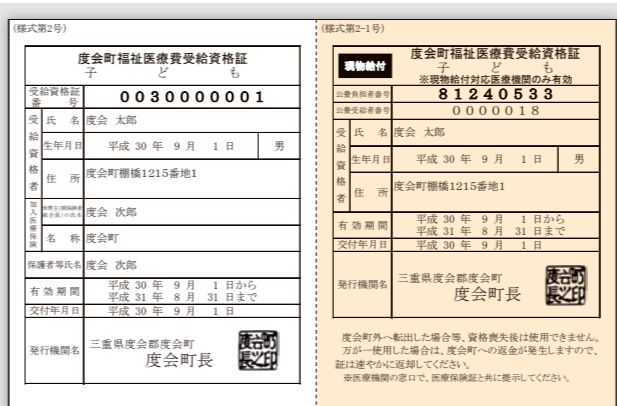 (様式第2号)
度会町福祉医療費受給資格証
子ども
受給資格証番号
0030000001
受給資格者
氏名
度会 太郎
生年月日
平成 30 年 9 月 1 日
男
住所
度会町棚橋1215番地1
加入医療保険
世帯主(被保険者組合員)の氏名
度会 次郎
名称
度会町
保護者等氏名
度会 次郎
有効期間
平成 30 年 9 月 1 日から
平成 31 年 8 月 31 日まで
交付年月日
平成 30 年 9 月 1 日
発行機関名
三重県度会郡度会町
度会町長
度会町長之印
(様式第2-1号)
現物給付
度会町福祉医療費受給資格証
子ども
※現物給付対応医療機関のみ有効
公費負担者番号
81240533
公費受給者番号
0000018
受給資格者
氏名
度会 太郎
生年月日
平成 30 年 9 月 1 日
男
住所
度会町棚橋1215番地1
有効期間
平成 30 年 9 月 1 日から
平成 31 年 8 月 31 日まで
交付年月日
平成 30 年 9 月 1 日
発行機関名
三重県度会郡度会町
度会町長
度会町長之印
度会町外へ転出した場合等、資格喪失後は使用できません。
万が一使用した場合は、度会町への返金が発生しますので、
証は速やかに返却してください。
※医療機関の窓口で、医療保険証と共に提示してください。